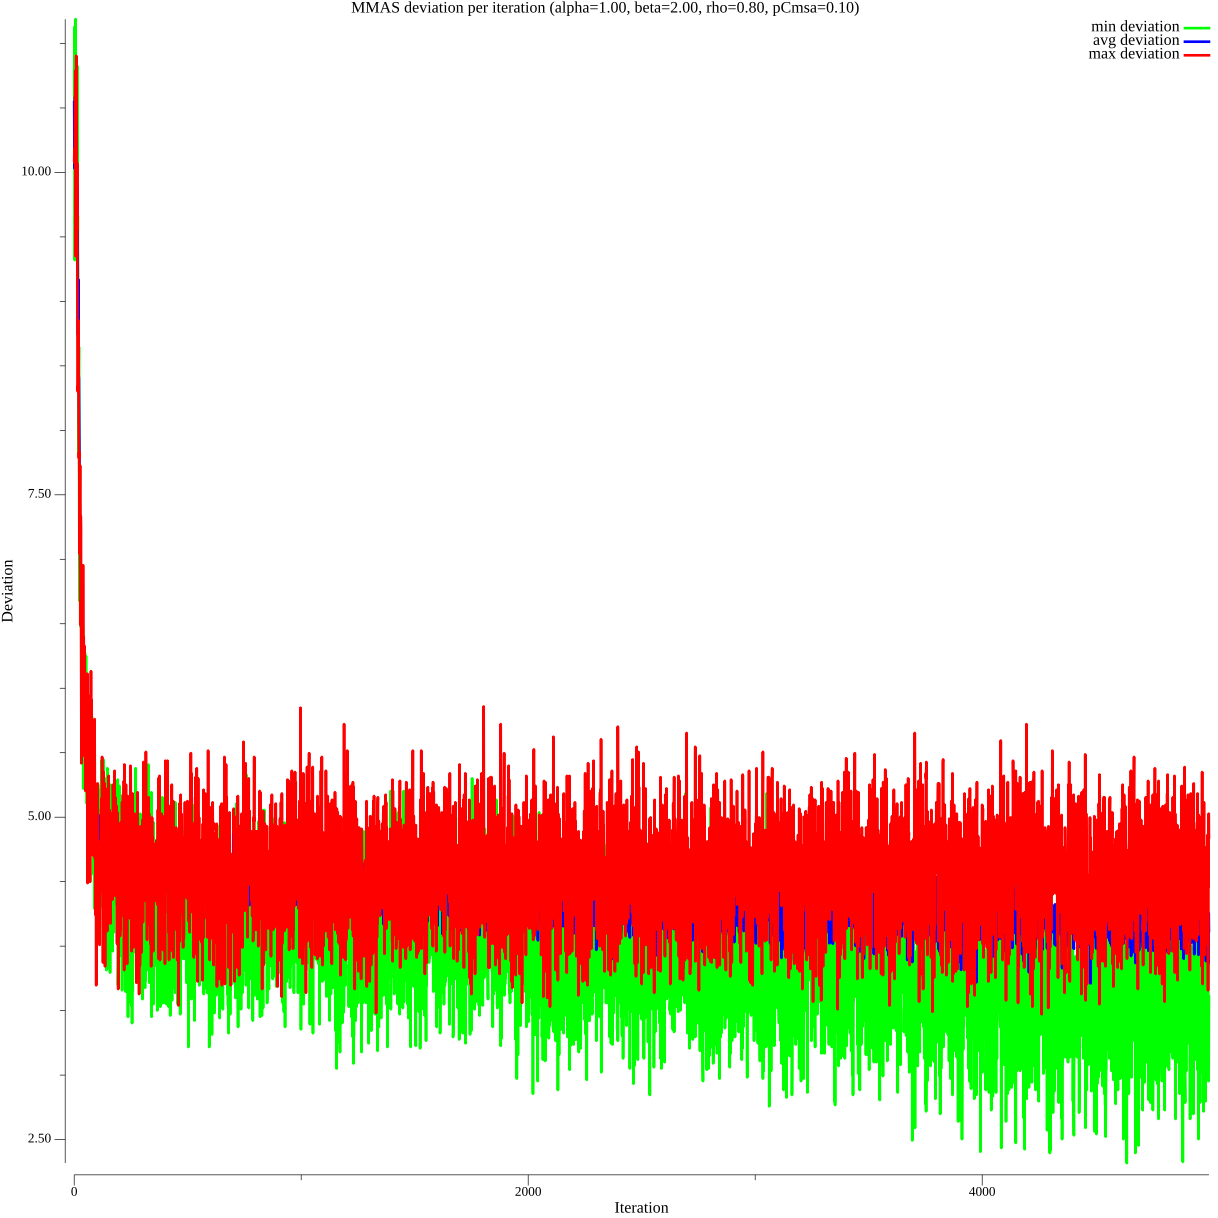 MMAS deviation per iteration (alpha=1.00, beta=2.00, rho=0.80, pCmsa=0.10)
min deviation
avg deviation
max deviation
10.00
7.50
5.00
2.50
Deviation
0
2000
4000
Iteration